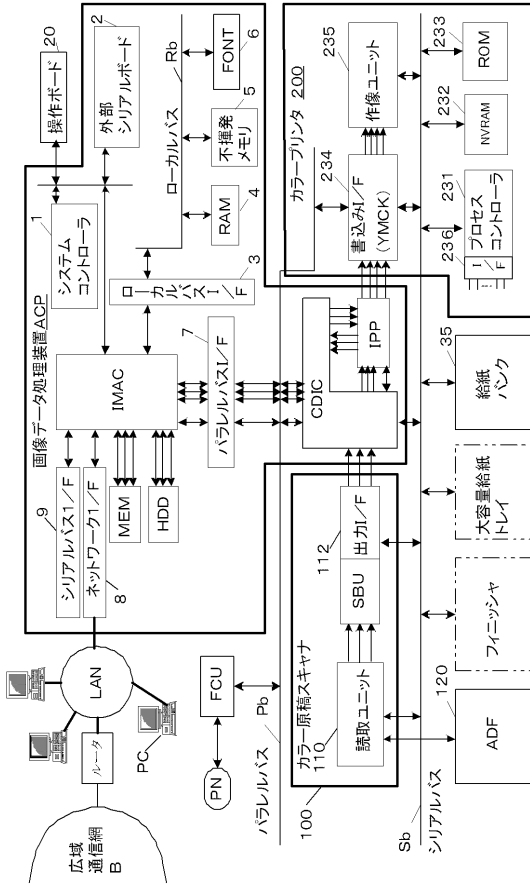 画像データ処理装置ACP
20
操作ボード
2
外部
シリアルボード
1
システム
コントローラ
ローカルバス
Rb
FONT
6
不揮発
メモリ
5
RAM
4
ローカルバスI/F
3
IMAC
9
シリアルバスI/F
ネットワークI/F
8
MEM
HDD
パラレルバスI/F
7
LAN
PC
ルータ
広域
通信網
B
FCU
PN
Pb
パラレルバス
CDIC
IPP
カラープリンタ 200
234
書込みI/F
(YMCK)
235
作像ユニット
236
I/F
231
プロセス
コントローラ
232
NVRAM
233
ROM
カラー原稿スキャナ
100
110
読取ユニット
SBU
112
出力I/F
Sb
シリアルバス
120
ADF
フィニッシャ
大容量給紙
トレイ
35
給紙
バンク